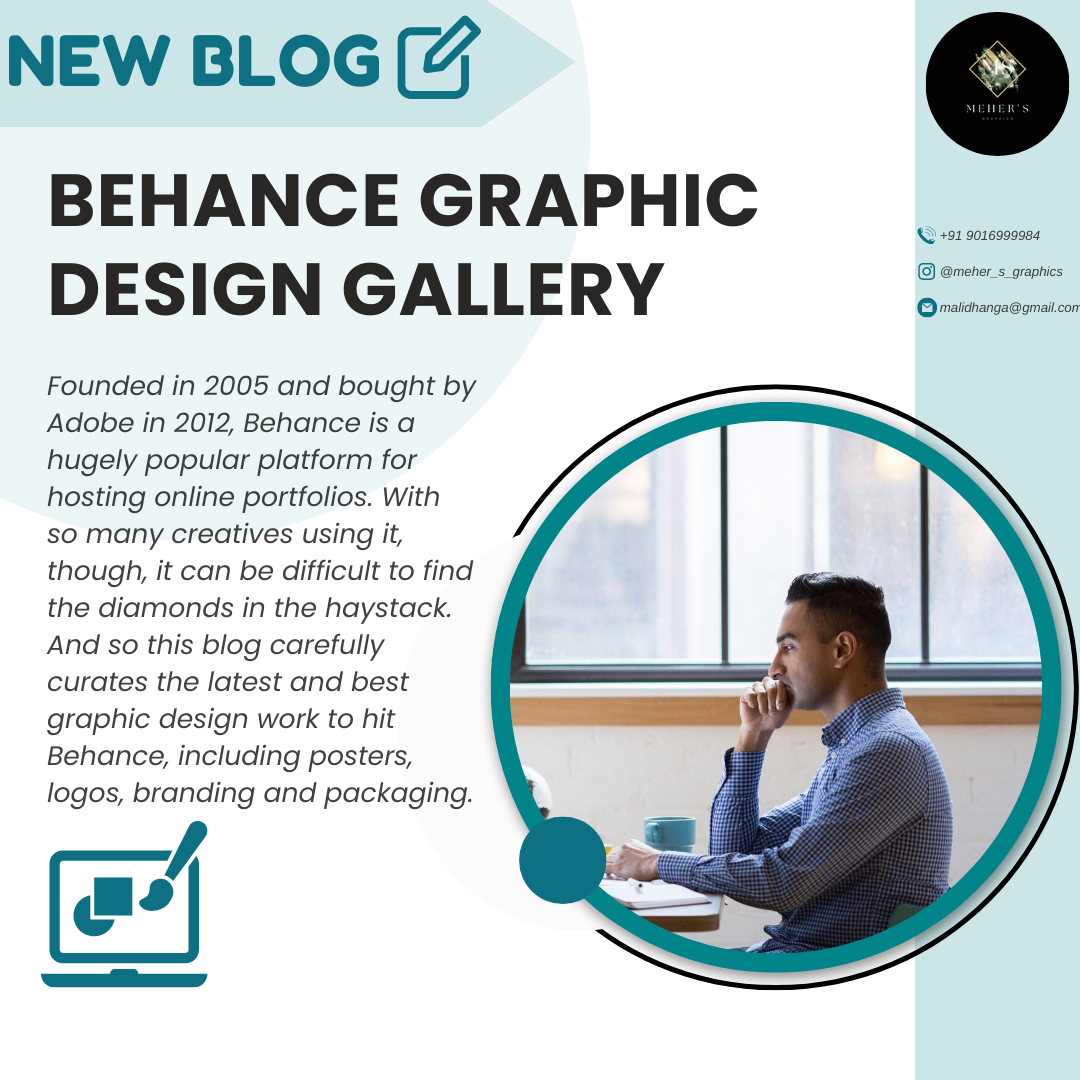 NEW BLOG
MEHER'S
GRAPHICS
BEHANCE GRAPHIC
DESIGN GALLERY
+91 9016999984
@meher_s_graphics
malidhanga@gmail.com
Founded in 2005 and bought by
Adobe in 2012, Behance is a
hugely popular platform for
hosting online portfolios. With
so many creatives using it,
though, it can be difficult to find
the diamonds in the haystack.
And so this blog carefully
curates the latest and best
graphic design work to hit
Behance, including posters,
logos, branding and packaging.